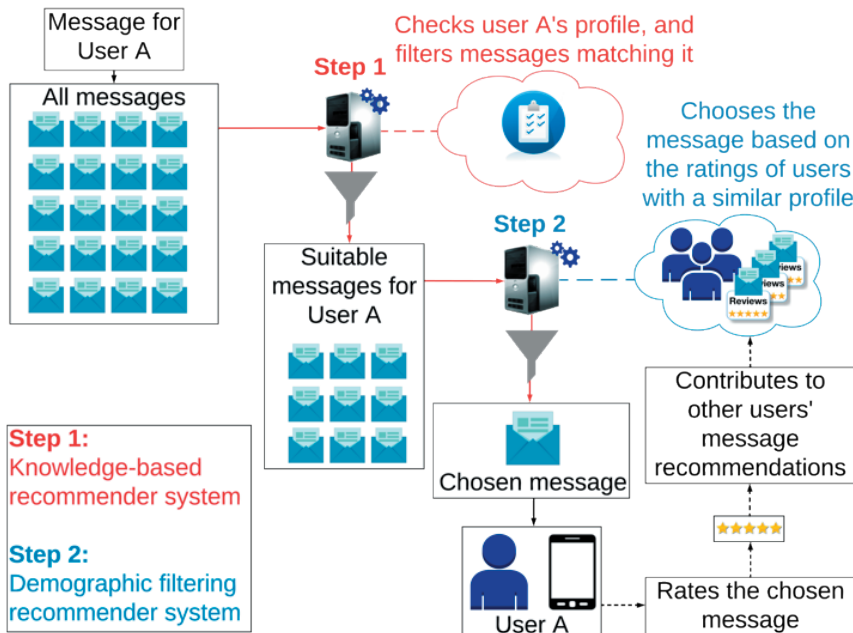 Message for
User A
All messages
Step 1
Checks user A's profile, and
filters messages matching it
Chooses the
message based on
the ratings of users
with a similar profile
Step 2
Suitable
messages for
User A
Reviews
views
Contributes to
other users'
message
recommendations
Chosen message
User A
Rates the chosen
message
Step 1:
Knowledge-based
recommender system
Step 2:
Demographic filtering
recommender system